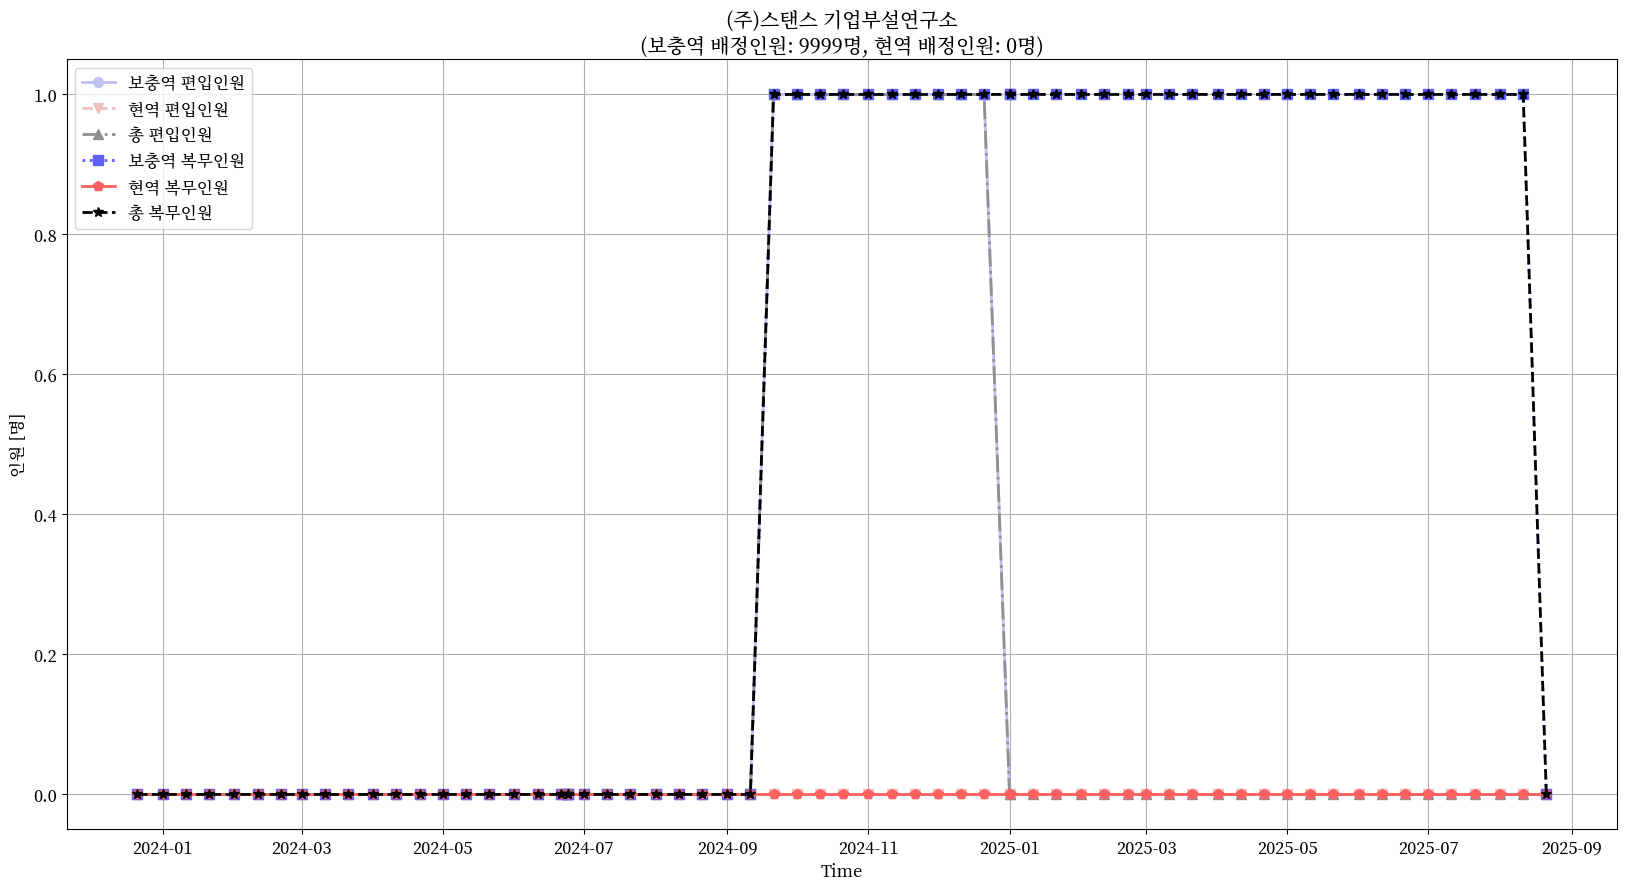 (주)스탠스 기업부설연구소
(보충역 배정인원: 9999명, 현역 배정인원: 0명)
보충역 편입인원
현역 편입인원
총 편입인원
보충역 복무인원
현역 복무인원
총 복무인원
1.0
0.8
0.6
0.4
0.2
0.0
인원 [명]
2024-01
2024-03
2024-05
2024-07
2024-09
2024-11
2025-01
2025-03
2025-05
2025-07
2025-09
Time